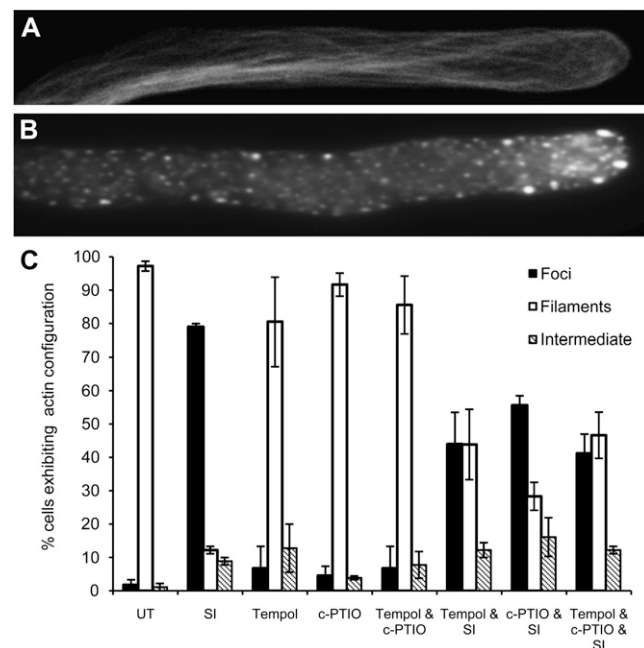 A
B
C
100
90
80
70
60
50
40
30
20
10
0
% cells exhibiting actin configuration
Foci
Filaments
Intermediate
UT
SI
Tempol
c-PTIO
Tempol &
c-PTIO
Tempol &
SI
c-PTIO &
SI
Tempol &
c-PTIO &
SI